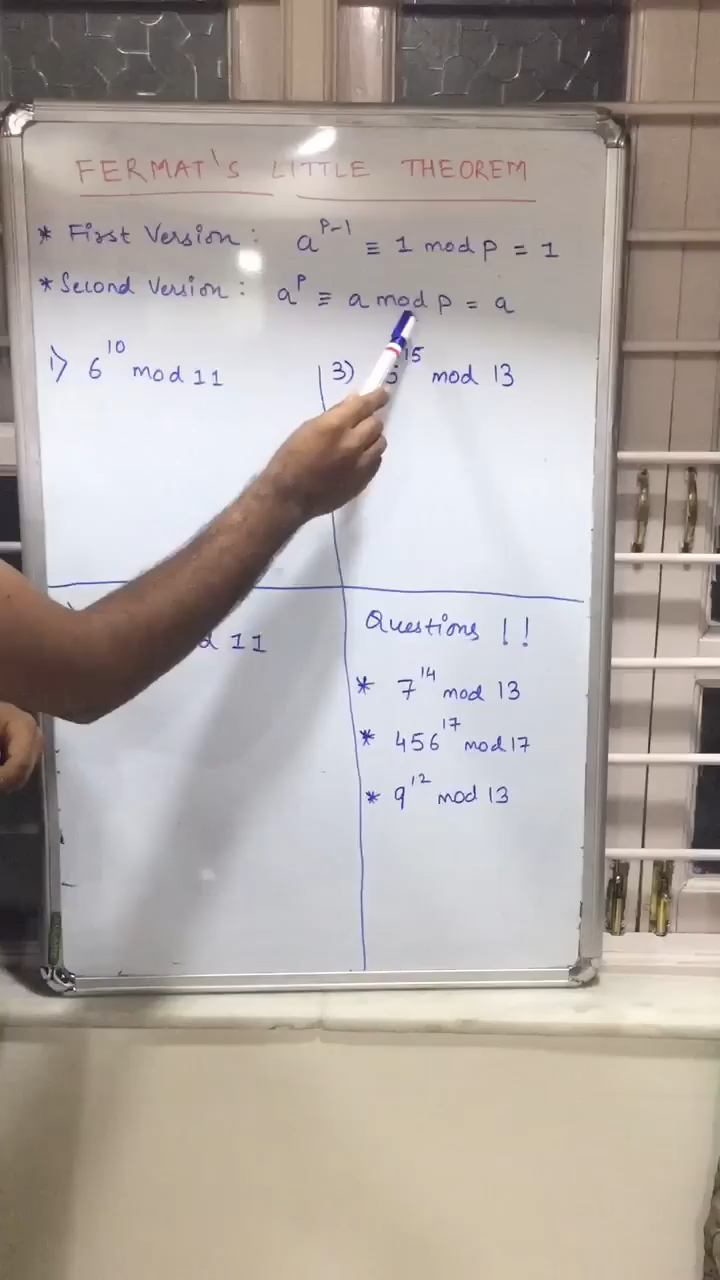 FERMAT'S LITTLE THEOREM
* First Version : a^{P-1} ≡ 1 mod P = 1
* Second Version : a^P ≡ a mod P = a
1) 6^{10} mod 11
3) ^{15} mod 13
11
Questions !!
* 7^{14} mod 13
* 456^{17} mod 17
* 9^{12} mod 13